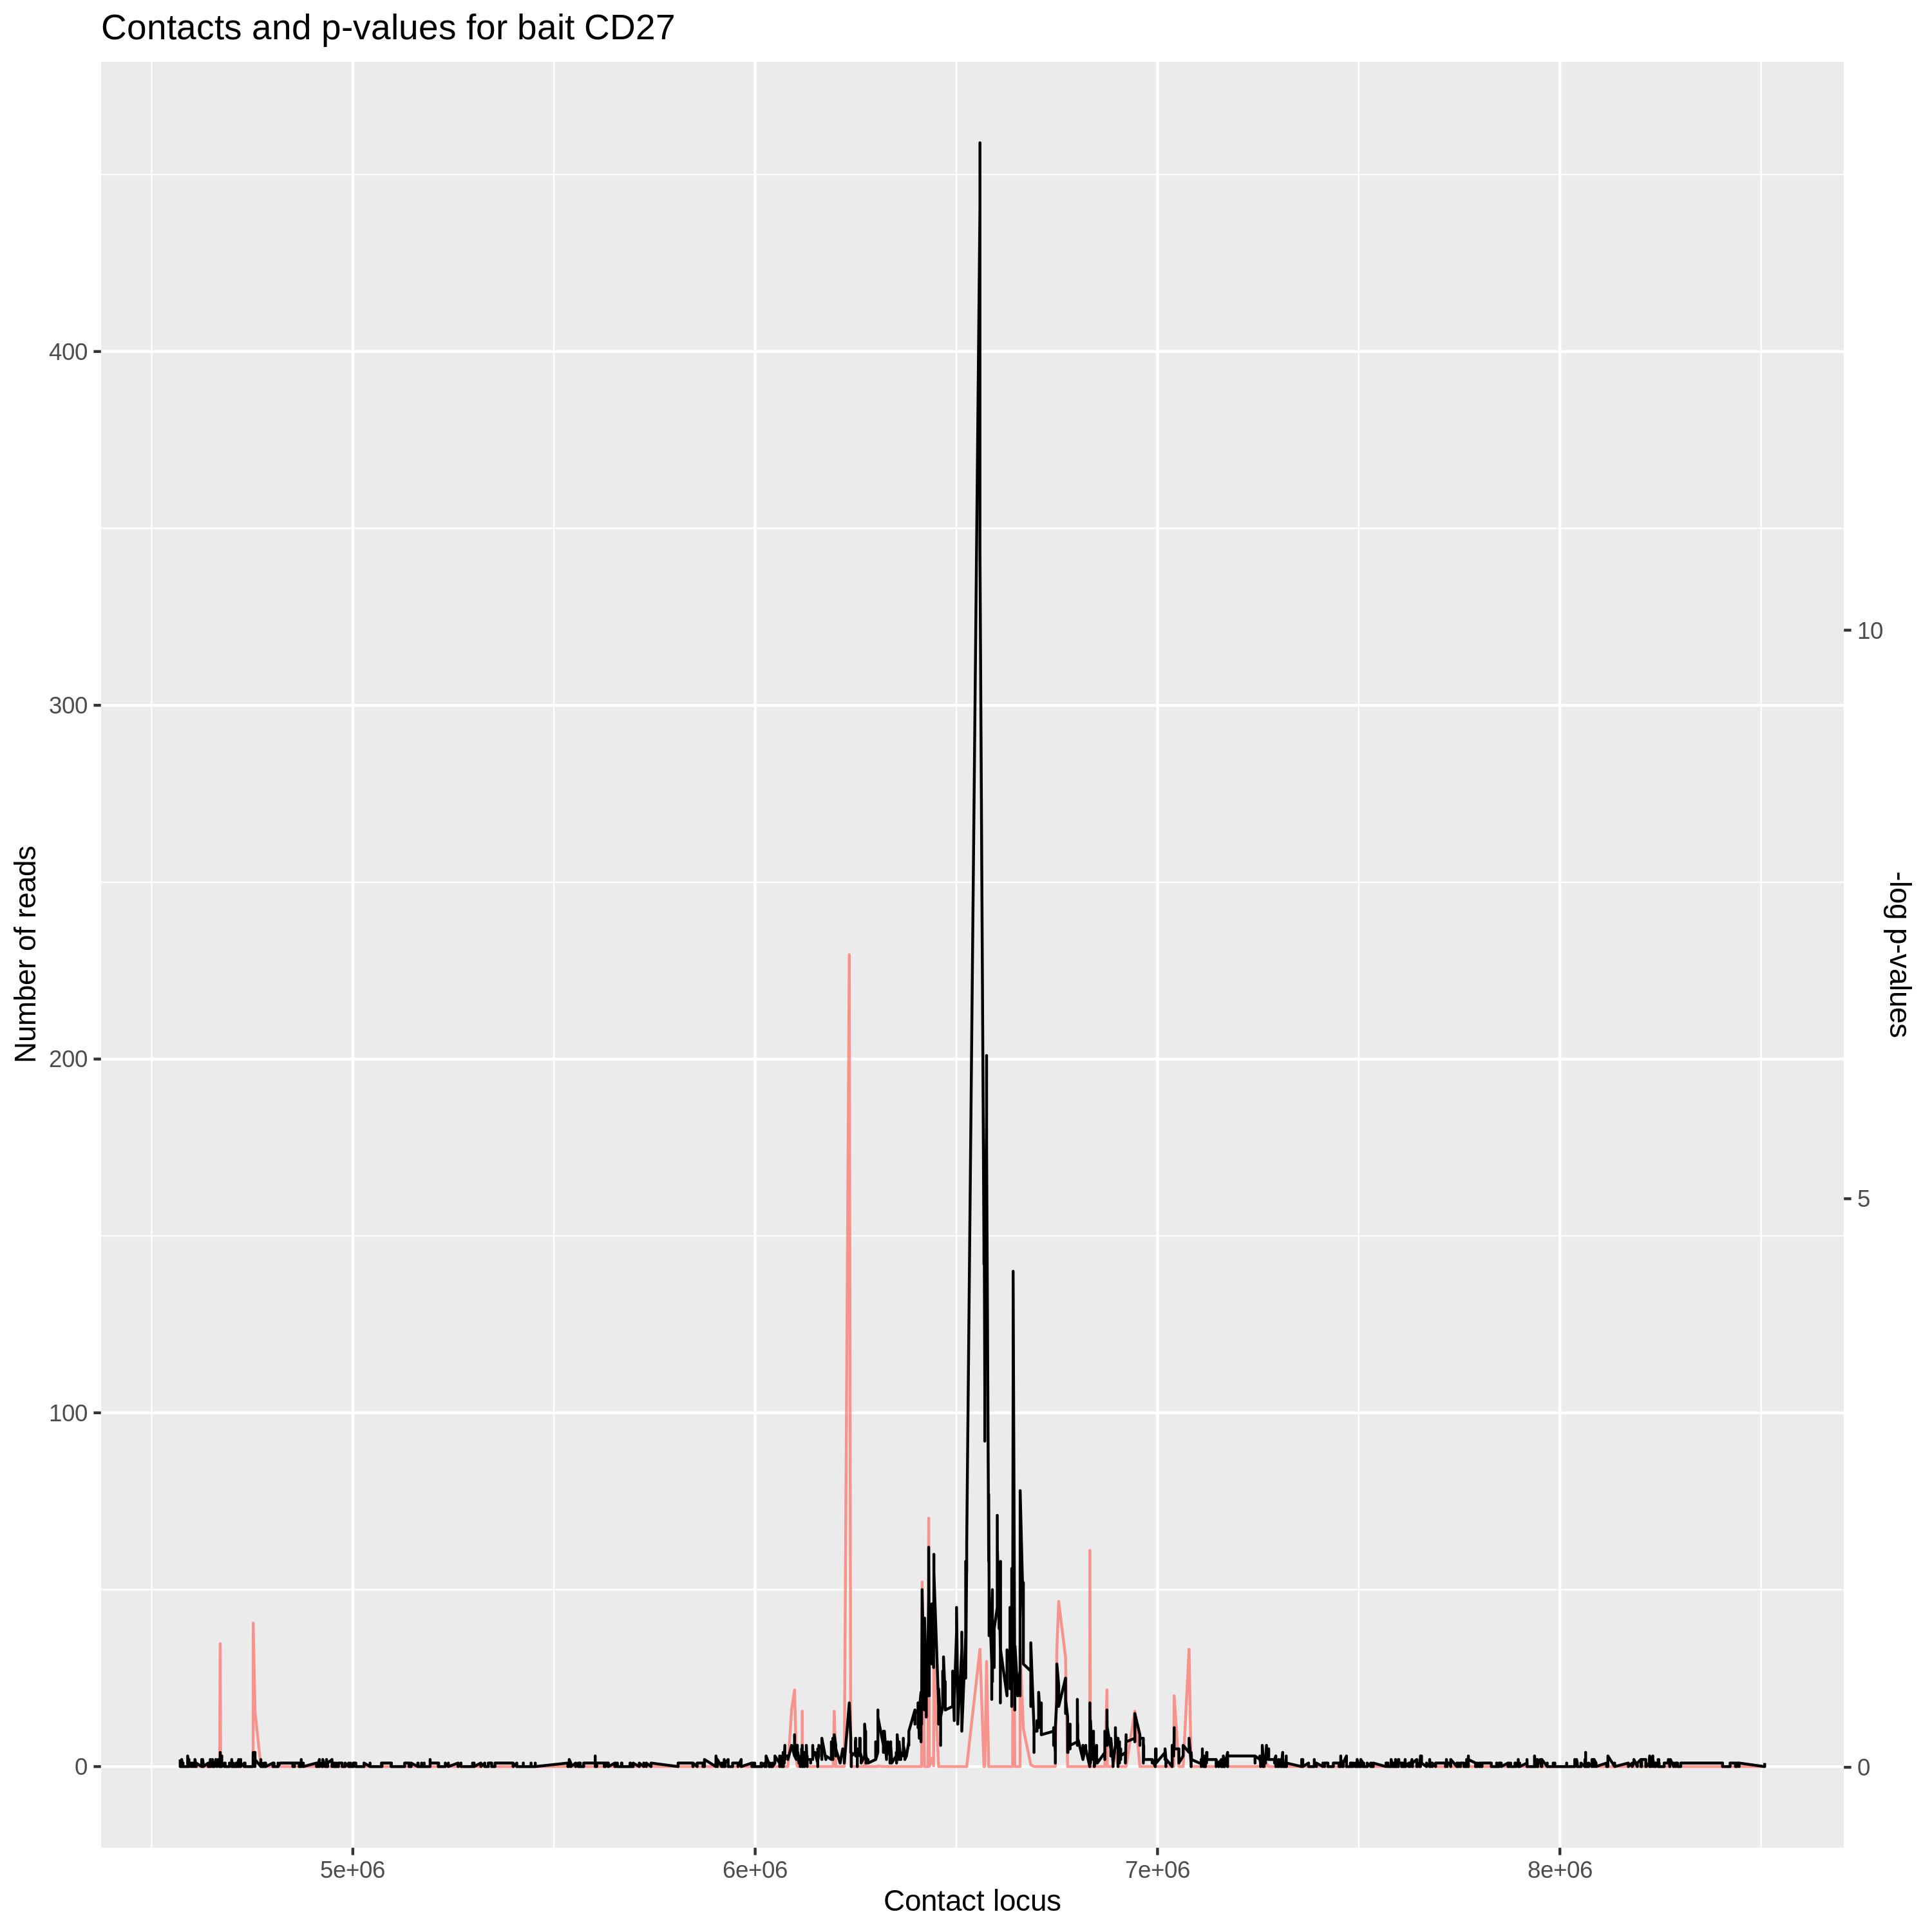 Contacts and p-values for bait CD27
Number of reads
400
300
200
100
0
10
5
0
-log p-values
5e+06
6e+06
7e+06
8e+06
Contact locus